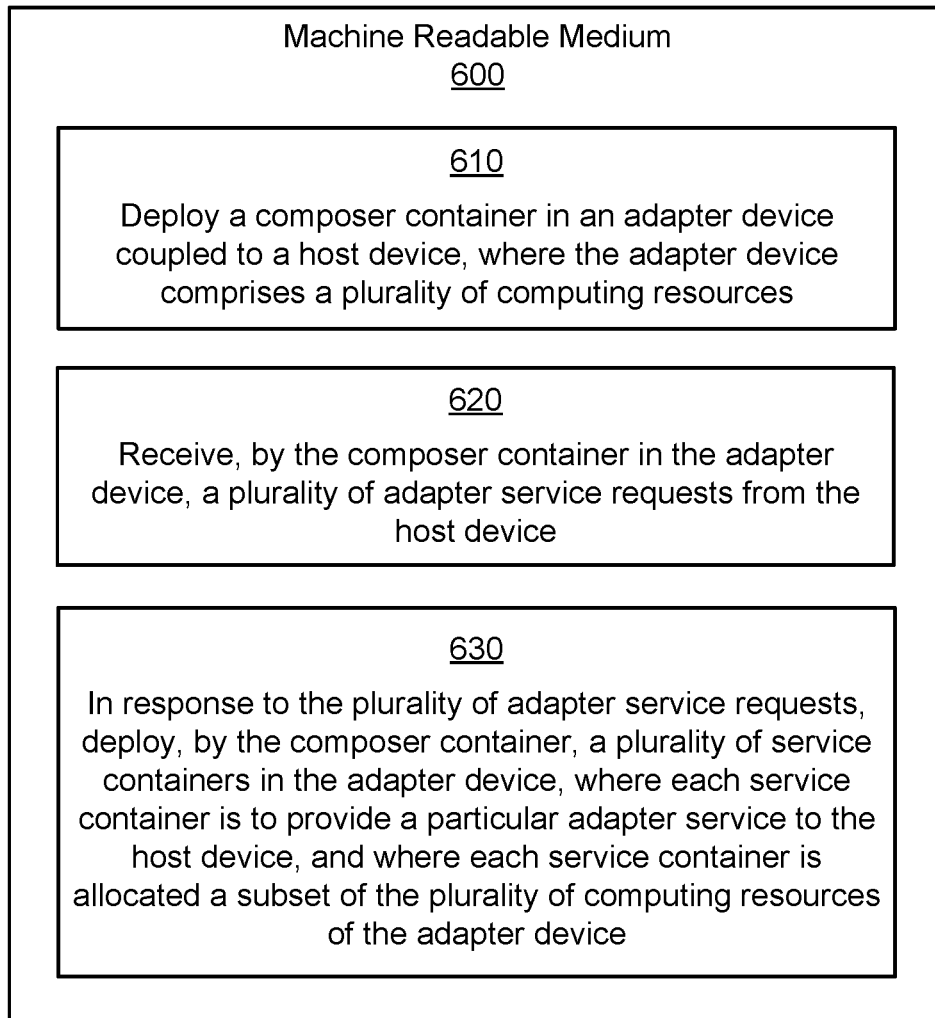 Machine Readable Medium
600
610
Deploy a composer container in an adapter device
coupled to a host device, where the adapter device
comprises a plurality of computing resources
620
Receive, by the composer container in the adapter
device, a plurality of adapter service requests from the
host device
630
In response to the plurality of adapter service requests,
deploy, by the composer container, a plurality of service
containers in the adapter device, where each service
container is to provide a particular adapter service to the
host device, and where each service container is
allocated a subset of the plurality of computing resources
of the adapter device